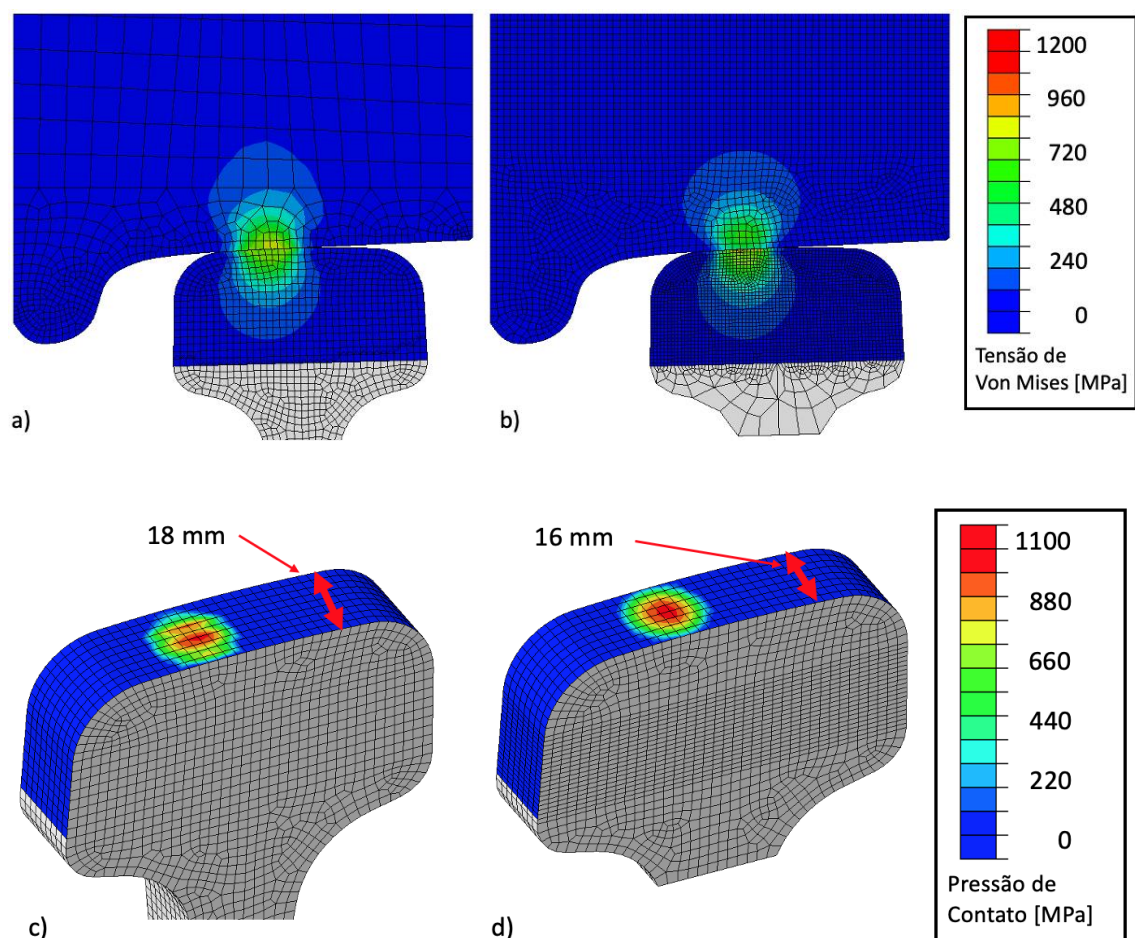 1200
960
720
480
240
0
Tensão de
Von Mises [MPa]
a)
b)
18 mm
16 mm
1100
880
660
440
220
0
Pressão de
Contato [MPa]
c)
d)